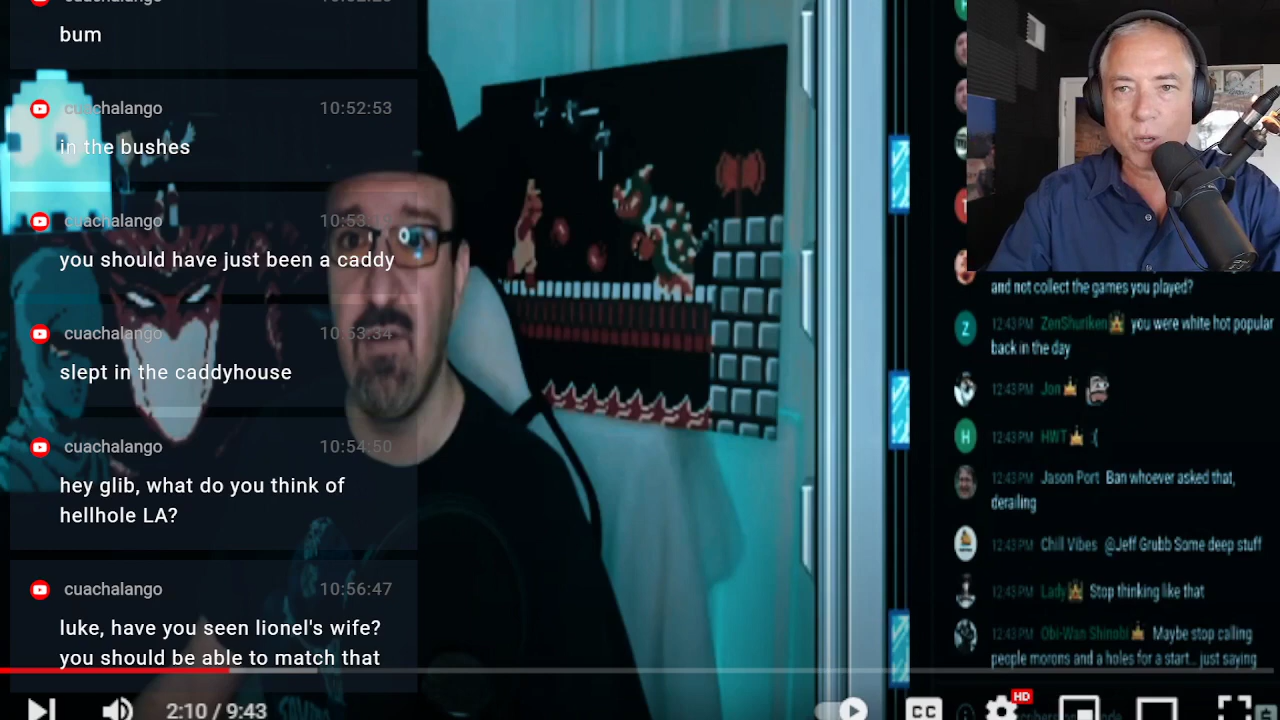 cuachalango
bum
cuachalango 10:52:53
in the bushes
cuachalango
you should have just been a caddy
cuachalango 10:53:34
slept in the caddyhouse
cuachalango 10:54:50
hey glib, what do you think of
hellhole LA?
cuachalango 10:56:47
luke, have you seen lionel's wife?
you should be able to match that
2:10 / 9:43
and not collect the games you played?
Z 12:43 PM ZenShuriken you were white hot popular
back in the day
12:43 PM Jon
H 12:43 PM HWT :(
12:43 PM Jason Port Ban whoever asked that,
derailing
12:43 PM Chill Vibes @Jeff Grubb Some deep stuff
12:43 PM Lady Stop thinking like that
12:43 PM Obi-Wan Shinobi Maybe stop calling
people morons and a holes for a start... just saying
CC
HD